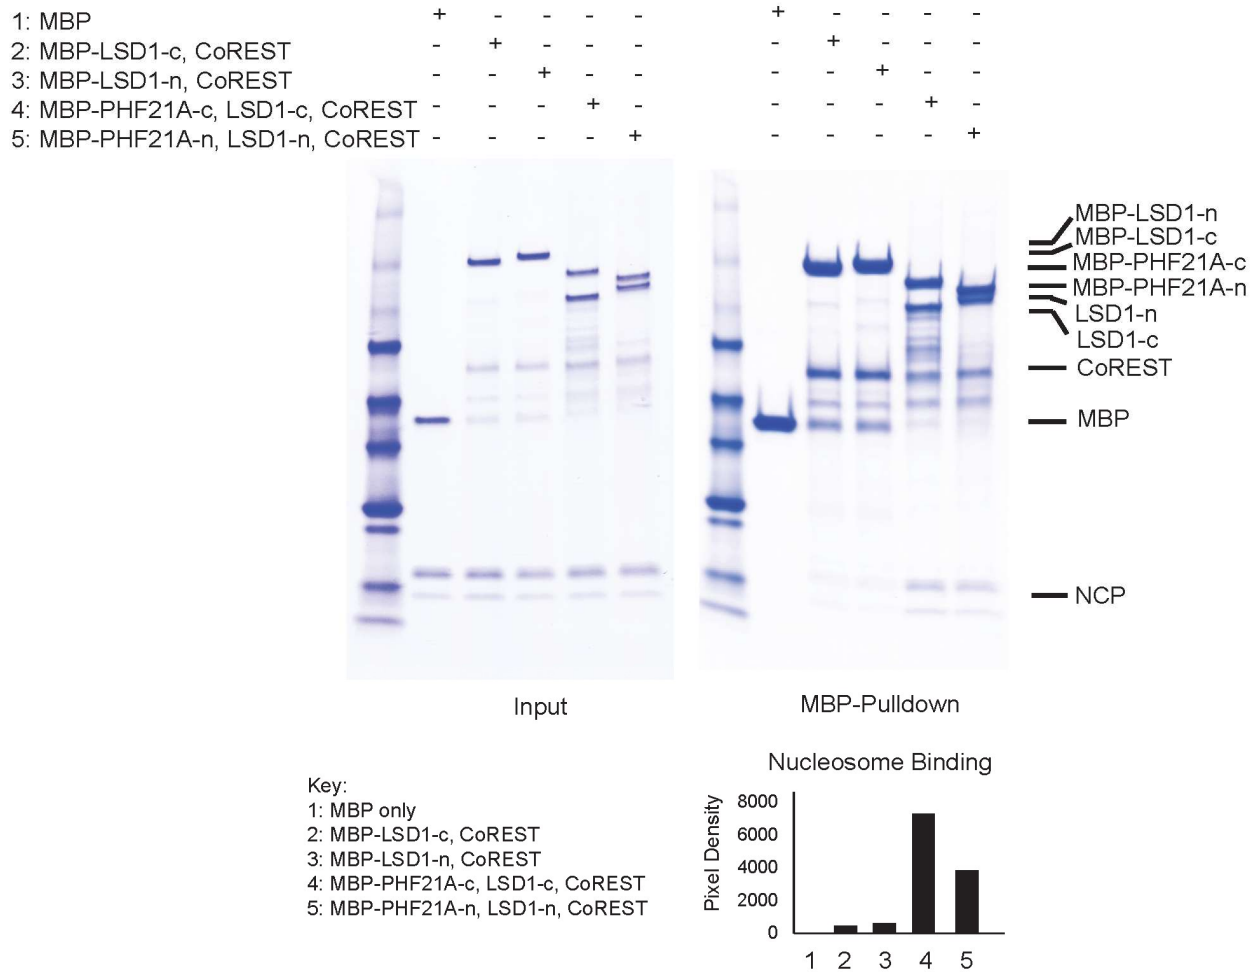 1: MBP + - - - - + - - - -
2: MBP-LSD1-c, CoREST - + - - - - + - - -
3: MBP-LSD1-n, CoREST - - + - - - - + - -
4: MBP-PHF21A-c, LSD1-c, CoREST - - - + - - - - + -
5: MBP-PHF21A-n, LSD1-n, CoREST - - - - + - - - - +
MBP-LSD1-n
MBP-LSD1-c
MBP-PHF21A-c
MBP-PHF21A-n
LSD1-n
LSD1-c
CoREST
MBP
NCP
Input
MBP-Pulldown
Key:
1: MBP only
2: MBP-LSD1-c, CoREST
3: MBP-LSD1-n, CoREST
4: MBP-PHF21A-c, LSD1-c, CoREST
5: MBP-PHF21A-n, LSD1-n, CoREST
Nucleosome Binding
Pixel Density
8000
6000
4000
2000
0
1 2 3 4 5